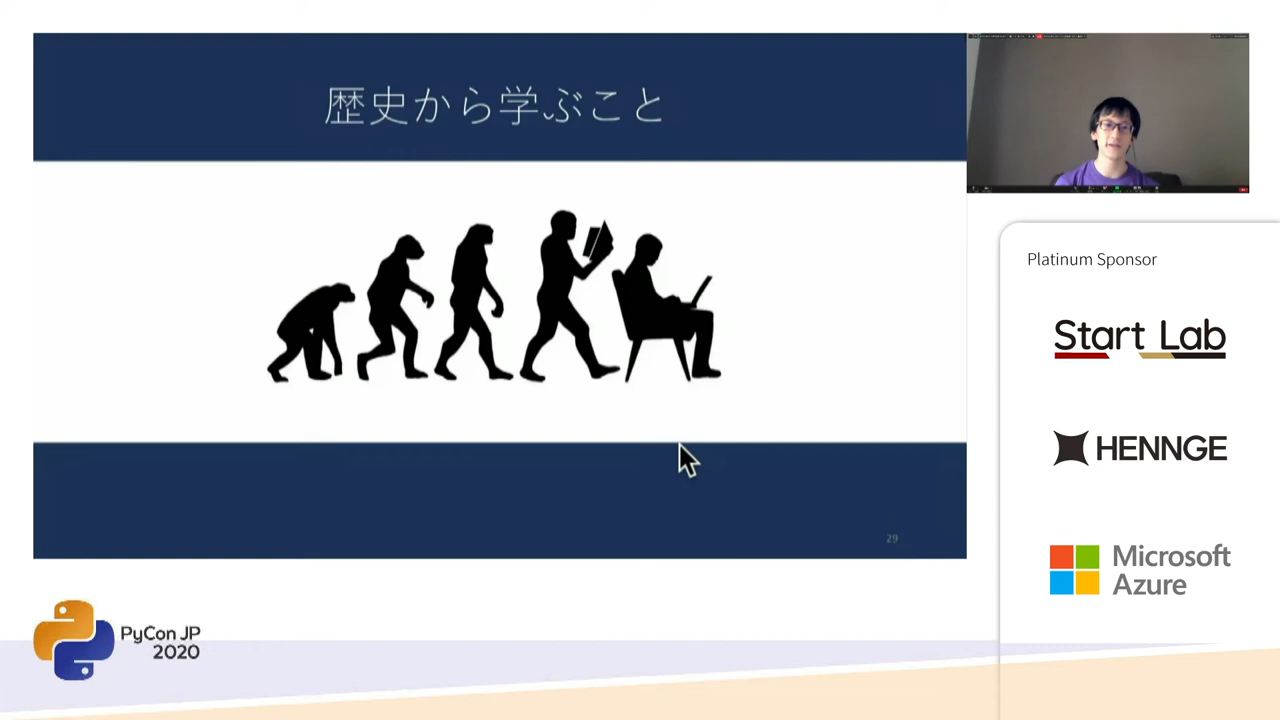 歴史から学ぶこと
29
Platinum Sponsor
Start Lab
HENNGE
Microsoft
Azure
PyCon JP
2020